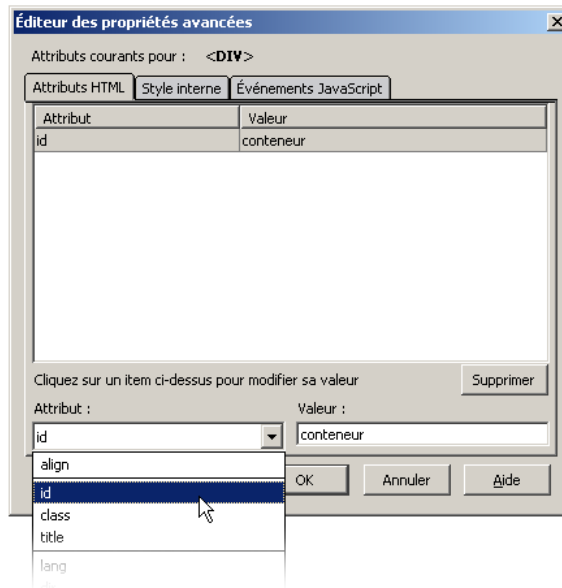 Éditeur des propriétés avancées
Attributs courants pour : <DIV>
Attributs HTML Style interne Événements JavaScript
Attribut Valeur
id conteneur
Cliquez sur un item ci-dessus pour modifier sa valeur Supprimer
Attribut : Valeur :
id conteneur
align
OK Annuler Aide
id
class
title
lang